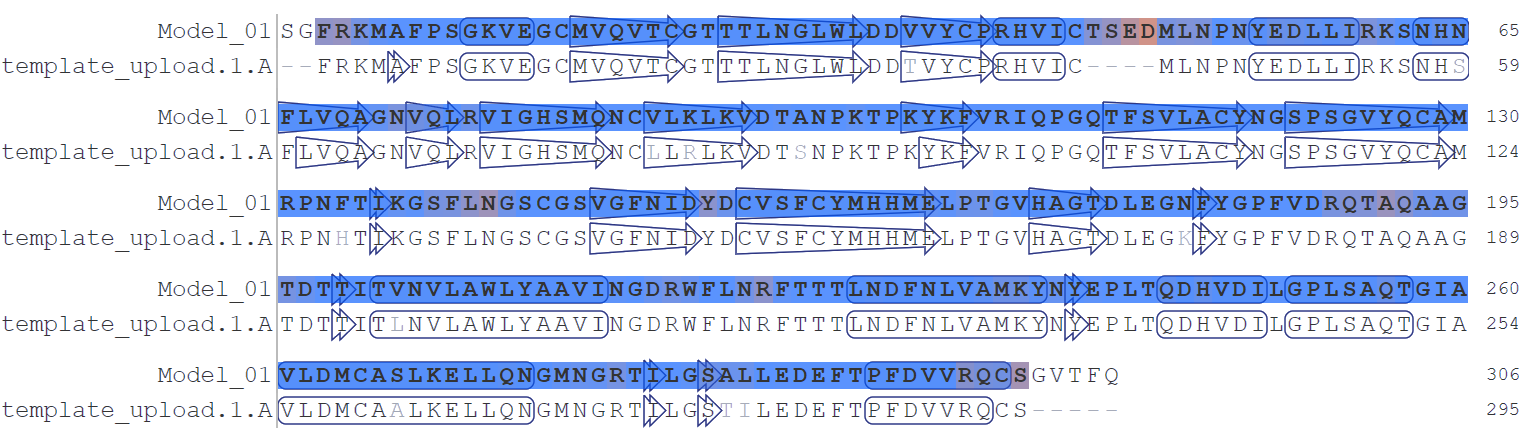 Model_01 SGFRKMAFPSGKVEGCMVQVTCGTTTLNGLWLDDVVYCPRHVICTSEDMLNPNYEDLLIRKSNHN 65
template_upload.1.A --FRKMAFPSGKVEGCMVQVTCGTTTLNGLWLDDTVYCPRHVIC----MLNPNYEDLLIRKSNHS 59
Model_01 FLVQAGNVQLRVIGHSMQNCVLKLKVDTANPKTPKYKFVRIQPGQTFSVLACYNGSPSGVYQCAM 130
template_upload.1.A FLVQAGNVQLRVIGHSMQNCLLRLKVDTSNPKTPKYKFVRIQPGQTFSVLACYNGSPSGVYQCAM 124
Model_01 RPNFTIKGSFLNGSCGSVGFNIDYDCVSFCYMHHMELPTGVHAGTDLEGNFYGPFVDRQTAQAAG 195
template_upload.1.A RPNHTIKGSFLNGSCGSVGFNIDYDCVSFCYMHHMELPTGVHAGTDLEGKFYGPFVDRQTAQAAG 189
Model_01 TDTTITVNVLAWLYAAVINGDRWFLNRFTTTLNDFNLVAMKYNYEPLTQDHVDILGPLSAQTGIA 260
template_upload.1.A TDTTITLNVLAWLYAAVINGDRWFLNRFTTTLNDFNLVAMKYNYEPLTQDHVDILGPLSAQTGIA 254
Model_01 VLDMCASLKELLQNGMNGRTILGSALLEDEFTPFDVVRQCSGVTFQ 306
template_upload.1.A VLDMCAALKELLQNGMNGRTILGSTILEDEFTPFDVVRQCS----- 295